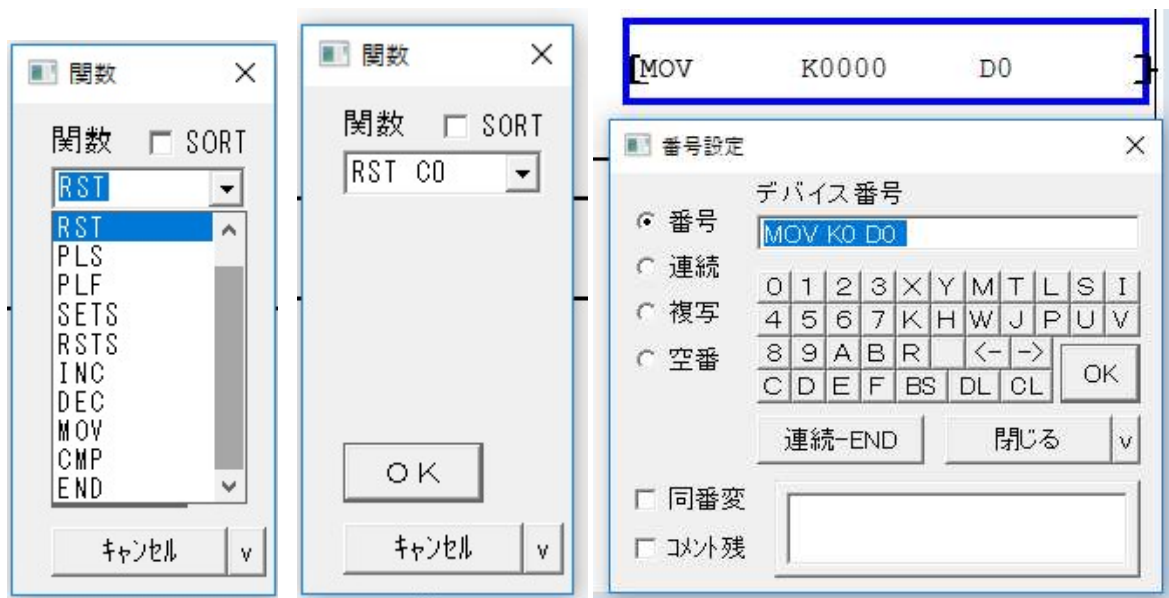 関数
関数 SORT
RST
RST
PLS
PLF
SETS
RSTS
INC
DEC
MOV
CMP
END
ｷｬﾝｾﾙ v
関数
関数 SORT
RST C0
ＯＫ
ｷｬﾝｾﾙ v
[MOV K0000 D0 ]
番号設定
デバイス番号
MOV K0 D0
番号
連続
複写
空番
0 1 2 3 X Y M T L S I
4 5 6 7 K H W J P U V
8 9 A B R <- ->
C D E F BS DL CL OK
連続-END 閉じる v
同番変
ｺﾒﾝﾄ残